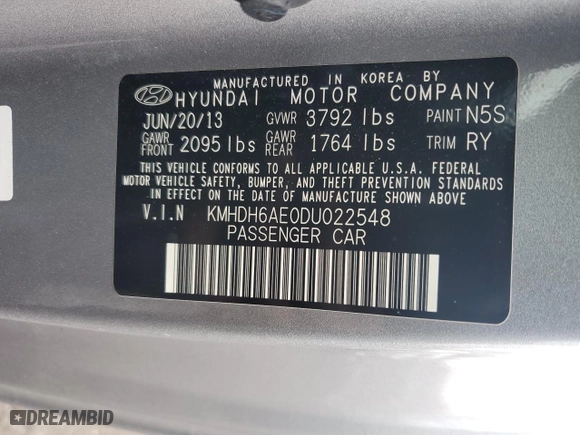 MANUFACTURED IN KOREA BY
HYUNDAI MOTOR COMPANY
JUN/20/13 GVWR 3792 lbs PAINT N5S
GAWR FRONT 2095 lbs GAWR REAR 1764 lbs TRIM RY
THIS VEHICLE CONFORMS TO ALL APPLICABLE U.S.A. FEDERAL
MOTOR VEHICLE SAFETY, BUMPER, AND THEFT PREVENTION STANDARDS
IN EFFECT ON THE DATE OF MANUFACTURE SHOWN ABOVE.
V.I.N KMHDH6AE0DU022548
PASSENGER CAR
DREAMBID